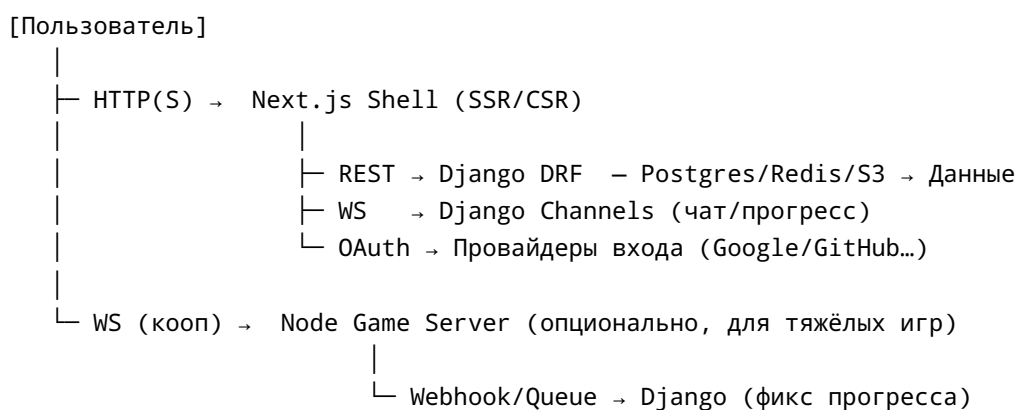 [Пользователь]
│
├─ HTTP(S) → Next.js Shell (SSR/CSR)
│ │
│ ├─ REST → Django DRF — Postgres/Redis/S3 → Данные
│ ├─ WS → Django Channels (чат/прогресс)
│ └─ OAuth → Провайдеры входа (Google/GitHub…)
│
└─ WS (кооп) → Node Game Server (опционально, для тяжёлых игр)
│
└─ Webhook/Queue → Django (фикс прогресса)